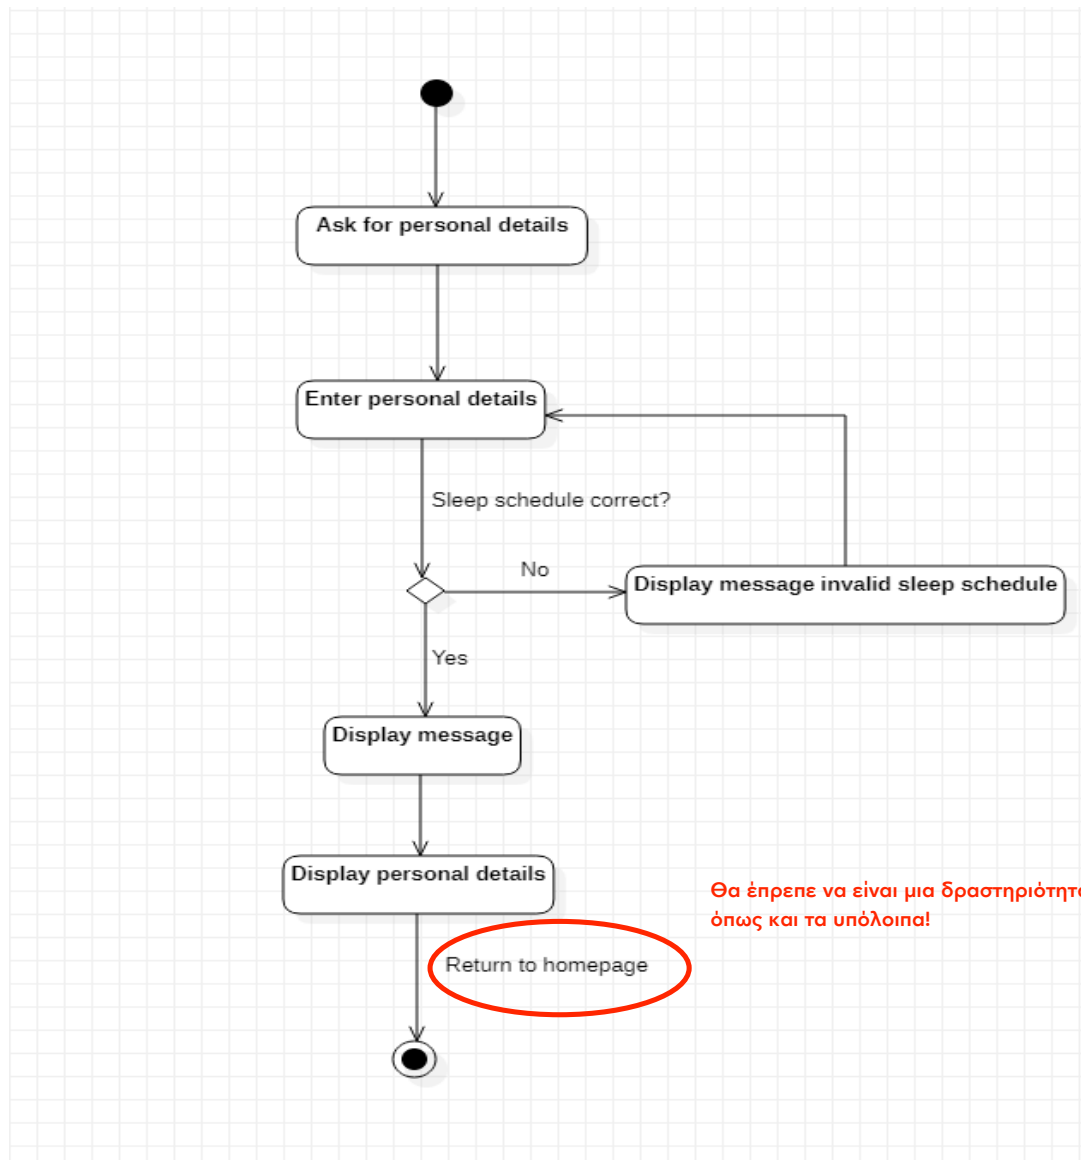 Ask for personal details
Enter personal details
Sleep schedule correct?
No
Display message invalid sleep schedule
Yes
Display message
Display personal details
Θα έπρεπε να είναι μια
όπως και τα υπόλοιπα!
Return to homepage